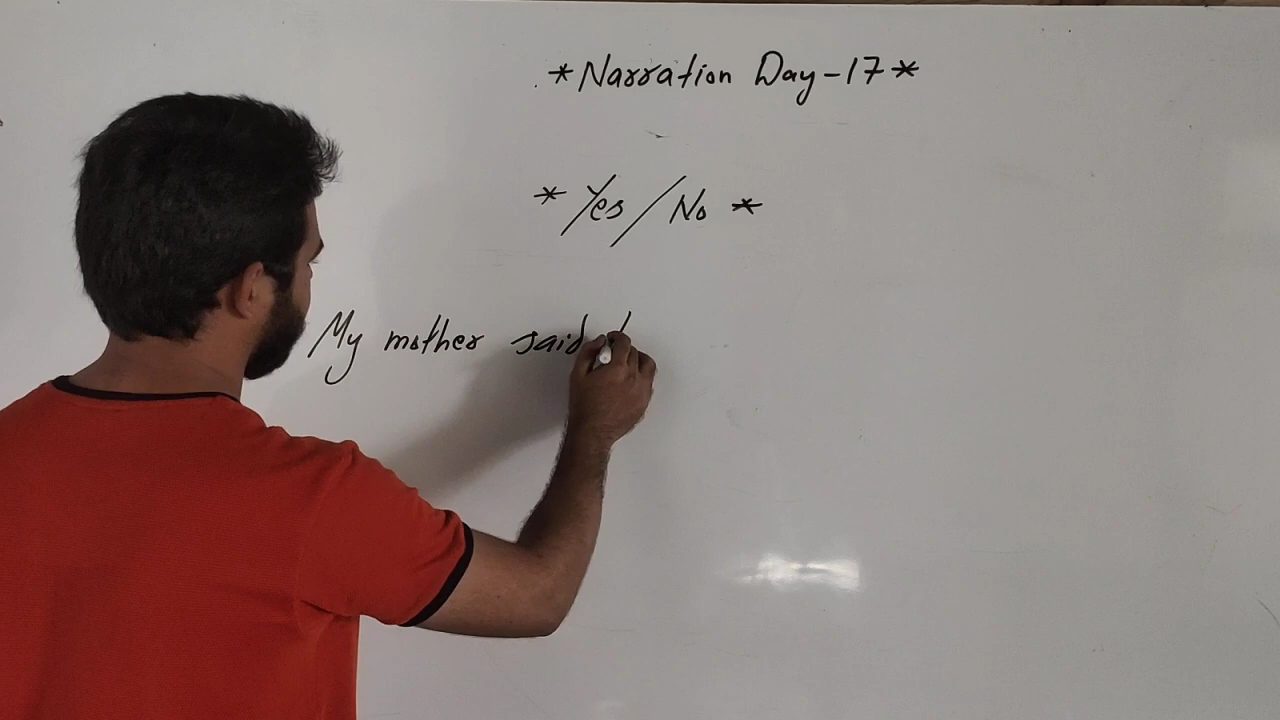 *Narration Day-17*
* Yes/No *
My mother said